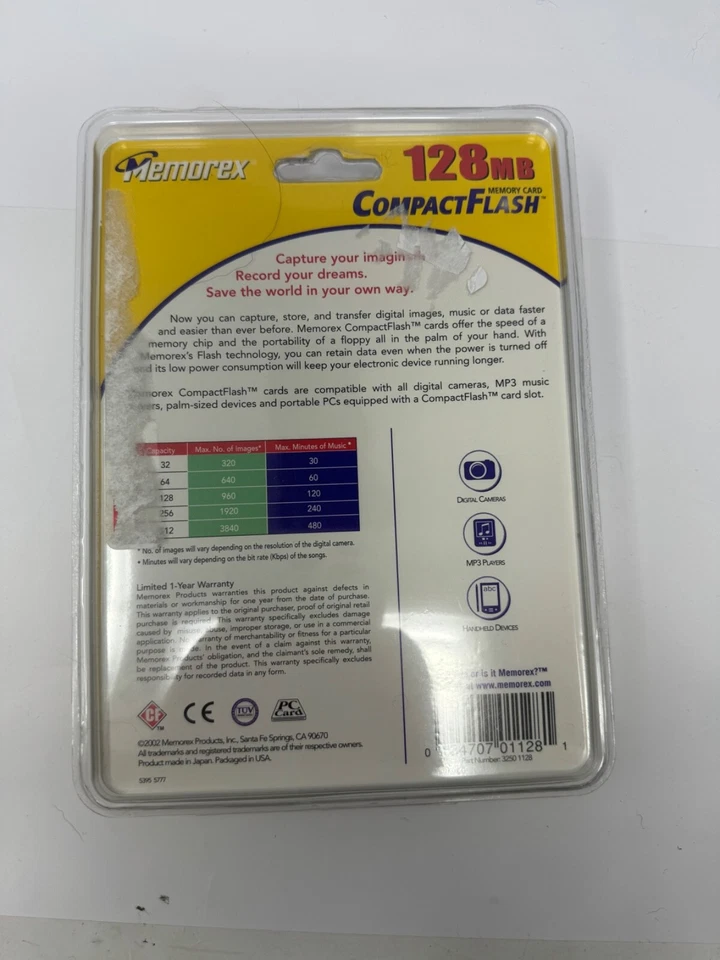 Memorex
128MB
MEMORY CARD
COMPACTFLASH™
Capture your imagin
Record your dreams.
Save the world in your own way.
Now you can capture, store, and transfer digital images, music or data faster
and easier than ever before. Memorex CompactFlash™ cards offer the speed of a
memory chip and the portability of a floppy all in the palm of your hand. With
Memorex's Flash technology, you can retain data even when the power is turned off
and its low power consumption will keep your electronic device running longer.
morex CompactFlash™ cards are compatible with all digital cameras, MP3 music
ers, palm-sized devices and portable PCs equipped with a CompactFlash™ card slot.
Capacity Max. No. of Images* Max. Minutes of Music •
32 320 30
64 640 60
128 960 120
256 1920 240
12 3840 480
* No. of images will vary depending on the resolution of the digital camera.
• Minutes will vary depending on the bit rate (Kbps) of the songs.
DIGITAL CAMERAS
MP3 PLAYERS
abc
HANDHELD DEVICES
Limited 1-Year Warranty
Memorex Products warranties this product against defects in
materials or workmanship for one year from the date of purchase.
This warranty applies to the original purchaser, proof of original retail
purchase is required. This warranty specifically excludes damage
caused by misuse, abuse, improper storage, or use in a commercial
application. No warranty of merchantability or fitness for a particular
purpose is made. In the event of a claim against this warranty,
Memorex Products' obligation, and the claimant's sole remedy, shall
be replacement of the product. This warranty specifically excludes
responsibility for recorded data in any form.
CF™
CE
TÜV
PC Card
©2002 Memorex Products, Inc., Santa Fe Springs, CA 90670
All trademarks and registered trademarks are of their respective owners.
Product made in Japan. Packaged in USA.
5395 5777
or Is it Memorex?™
www.memorex.com
0 34707 01128 1
Part Number: 3250 1128